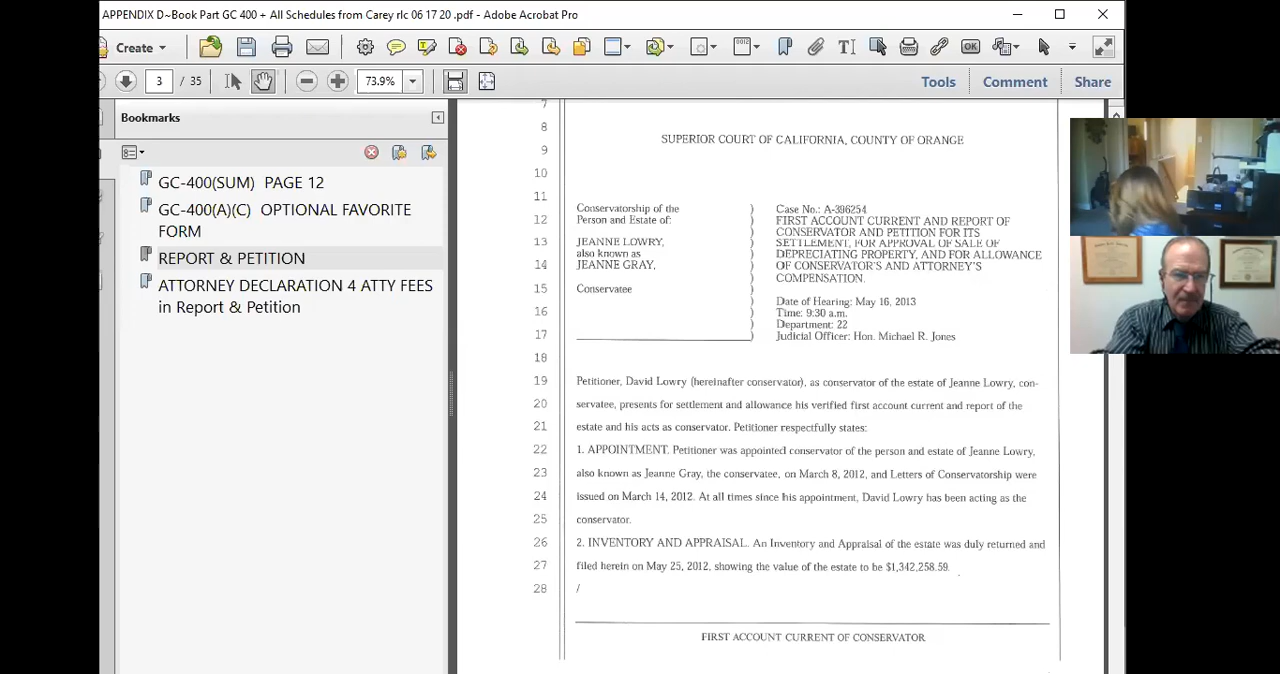 APPENDIX D~Book Part GC 400 + All Schedules from Carey rlc 06 17 20 .pdf - Adobe Acrobat Pro
Create
3 / 35
73.9%
Tools Comment Share
Bookmarks
GC-400(SUM) PAGE 12
GC-400(A)(C) OPTIONAL FAVORITE
FORM
REPORT & PETITION
ATTORNEY DECLARATION 4 ATTY FEES
in Report & Petition
7
8
SUPERIOR COURT OF CALIFORNIA, COUNTY OF ORANGE
9
10
11
Conservatorship of the ) Case No.: A-396254
12 Person and Estate of: FIRST ACCOUNT CURRENT AND REPORT OF
CONSERVATOR AND PETITION FOR ITS
13 JEANNE LOWRY, ) SETTLEMENT, FOR APPROVAL OF SALE OF
also known as DEPRECIATING PROPERTY, AND FOR ALLOWANCE
14 JEANNE GRAY, ) OF CONSERVATOR'S AND ATTORNEY'S
COMPENSATION.
15 Conservatee )
Date of Hearing: May 16, 2013
16 ) Time: 9:30 a.m.
Department: 22
17 ) Judicial Officer: Hon. Michael R. Jones
18
19 Petitioner, David Lowry (hereinafter conservator), as conservator of the estate of Jeanne Lowry, con-
20 servatee, presents for settlement and allowance his verified first account current and report of the
21 estate and his acts as conservator. Petitioner respectfully states:
22 1. APPOINTMENT. Petitioner was appointed conservator of the person and estate of Jeanne Lowry,
23 also known as Jeanne Gray, the conservatee, on March 8, 2012, and Letters of Conservatorship were
24 issued on March 14, 2012. At all times since his appointment, David Lowry has been acting as the
25 conservator.
26 2. INVENTORY AND APPRAISAL. An Inventory and Appraisal of the estate was duly returned and
27 filed herein on May 25, 2012, showing the value of the estate to be $1,342,258.59.
28 /
FIRST ACCOUNT CURRENT OF CONSERVATOR